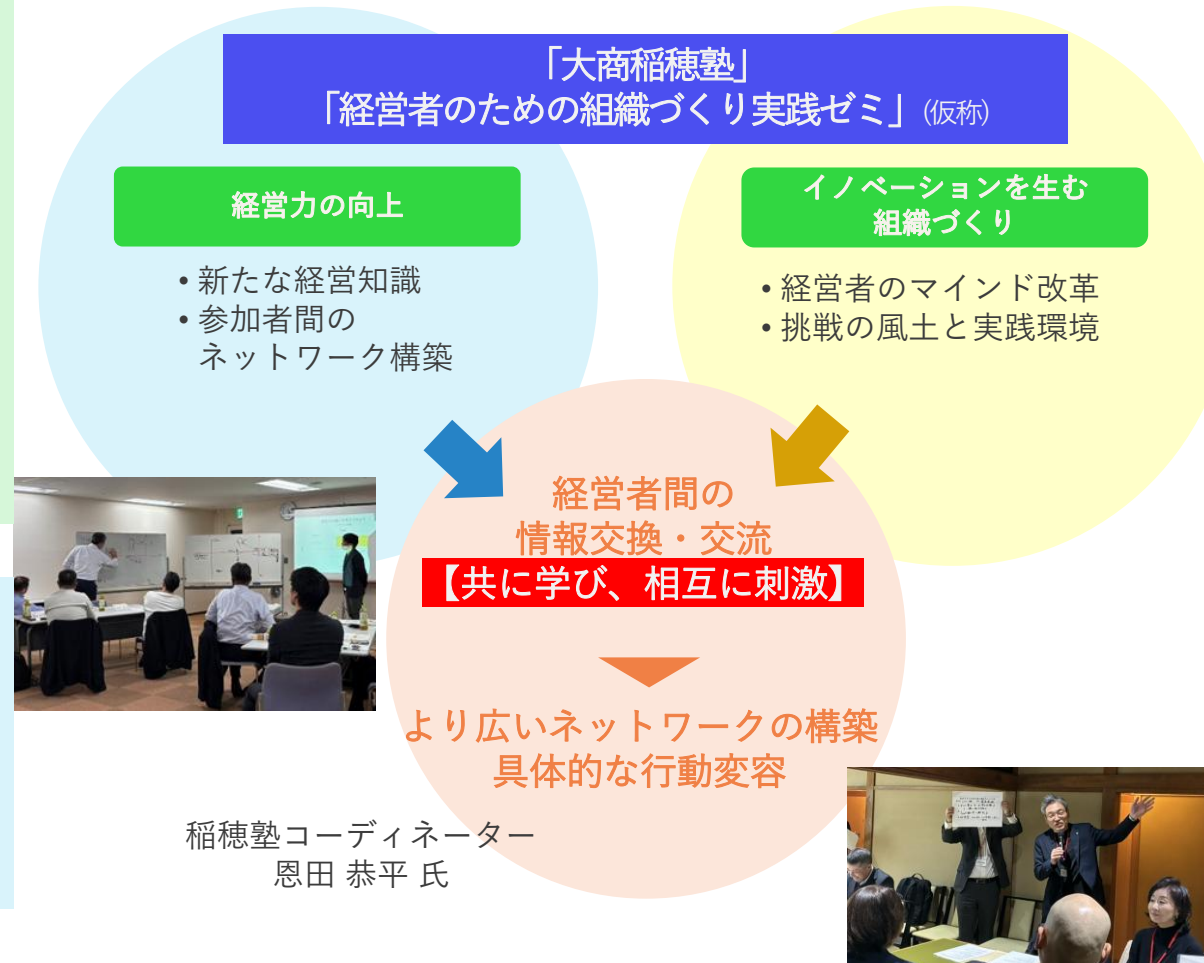 「大商稲穂塾」
「経営者のための組織づくり実践ゼミ」(仮称)
経営力の向上
• 新たな経営知識
• 参加者間の
ネットワーク構築
イノベーションを生む
組織づくり
• 経営者のマインド改革
• 挑戦の風土と実践環境
経営者間の
情報交換・交流
【共に学び、相互に刺激】
より広いネットワークの構築
具体的な行動変容
稲穂塾コーディネーター
恩田 恭平 氏